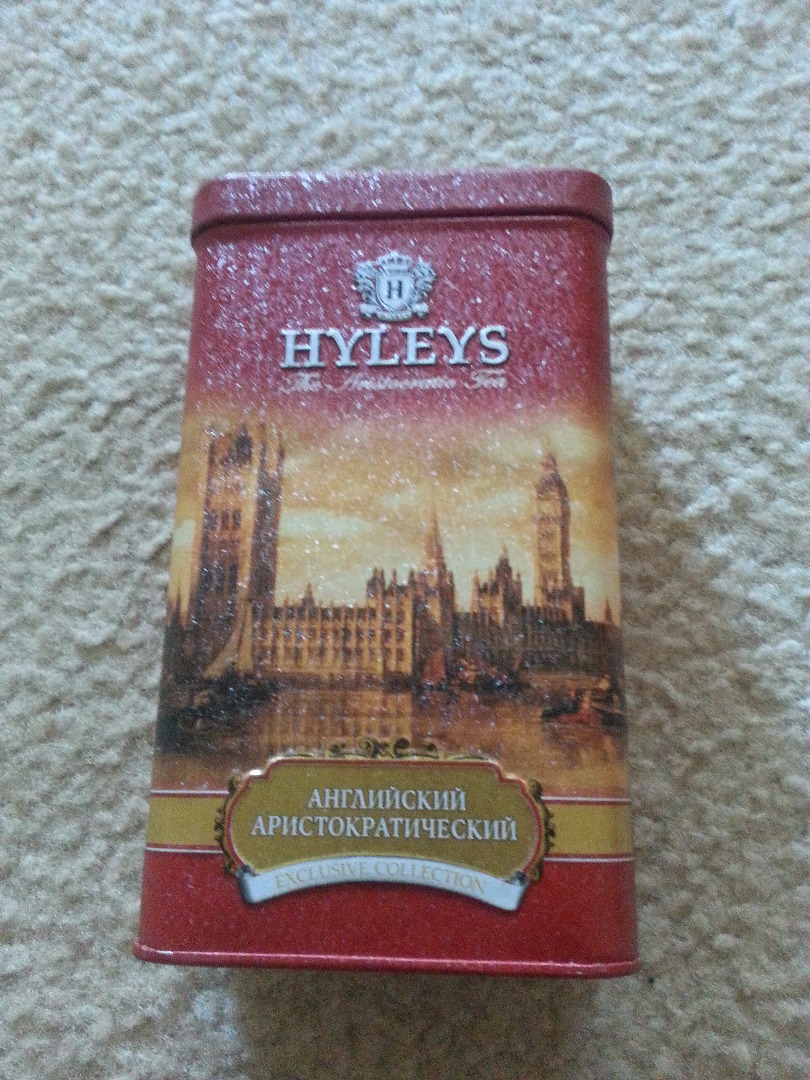 H
HYLEYS
The Aristocratic Tea
АНГЛИЙСКИЙ
АРИСТОКРАТИЧЕСКИЙ
EXCLUSIVE COLLECTION